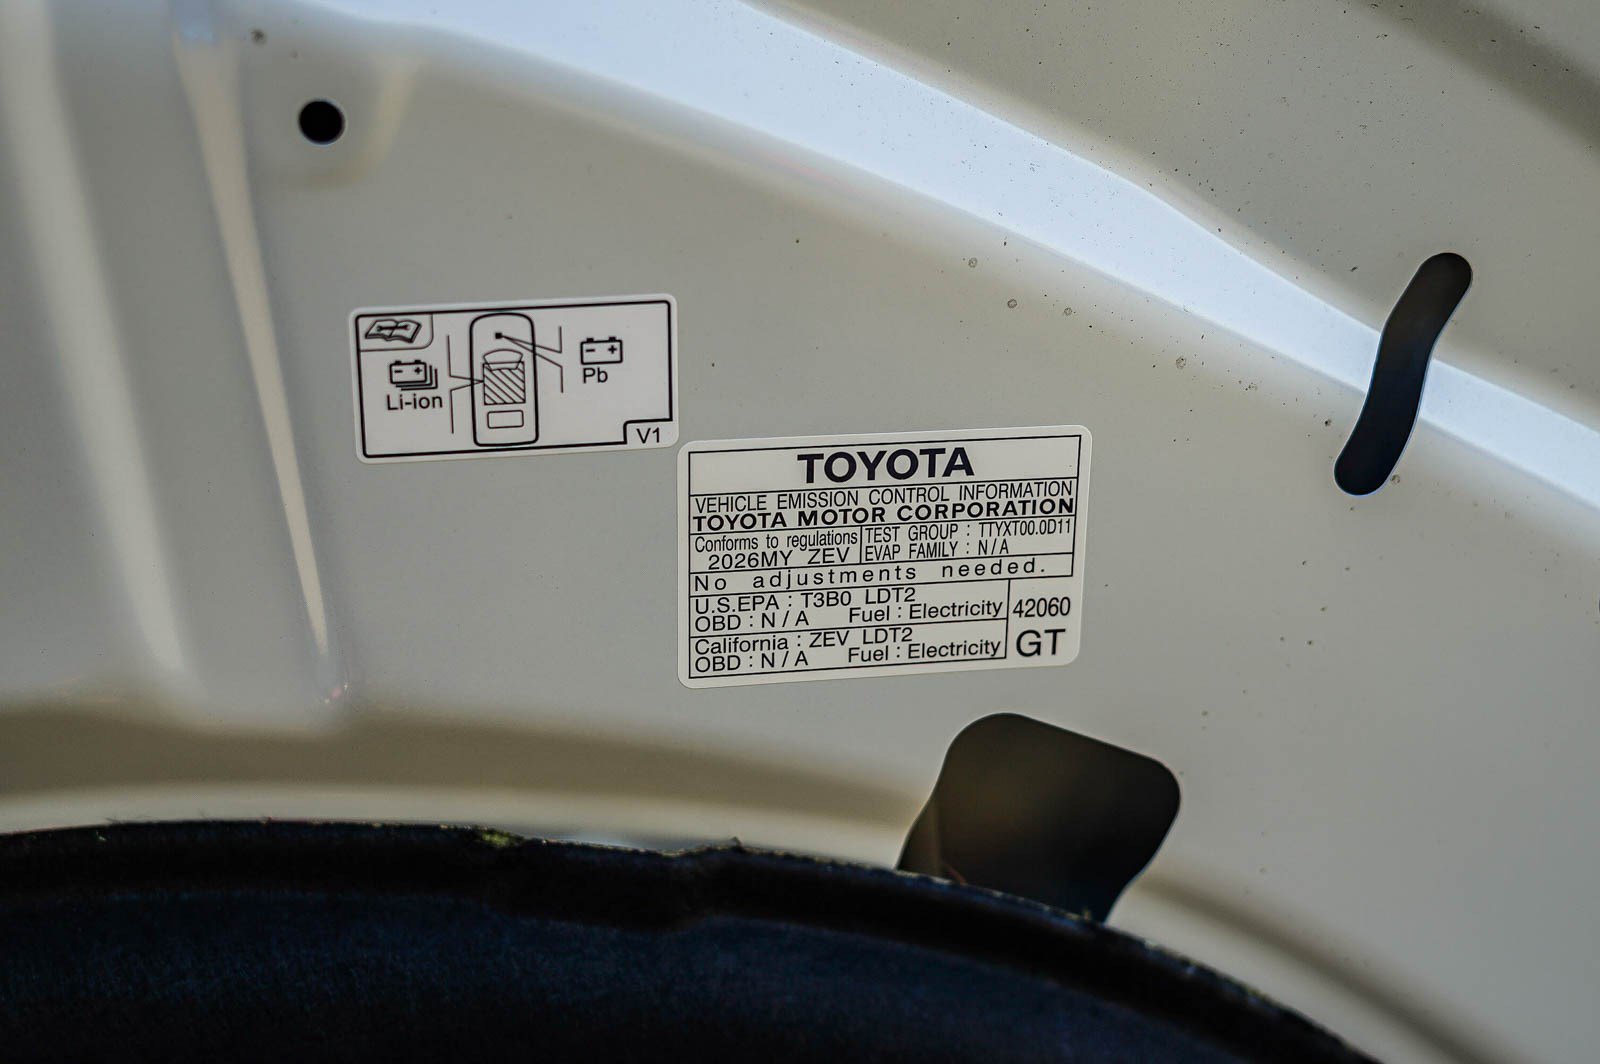 Li-ion
Pb
V1
TOYOTA
VEHICLE EMISSION CONTROL INFORMATION
TOYOTA MOTOR CORPORATION
Conforms to regulations
2026MY ZEV
TEST GROUP : TTYXT00.0D11
EVAP FAMILY : N/A
No adjustments needed.
U.S.EPA : T3B0 LDT2
OBD : N/A Fuel : Electricity
California : ZEV LDT2
OBD : N/A Fuel : Electricity
42060
GT